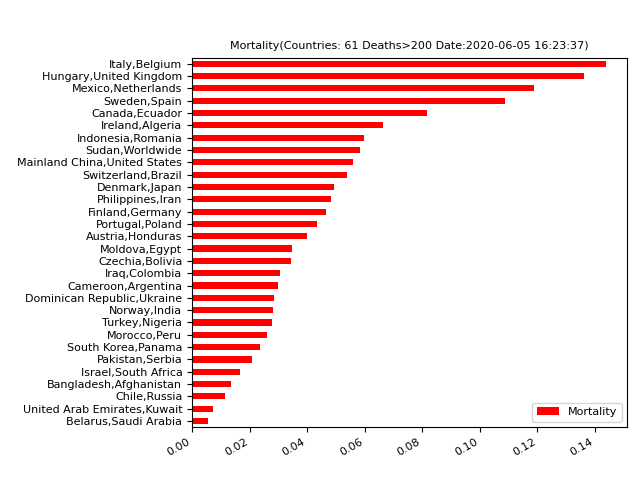 Mortality(Countries: 61 Deaths>200 Date:2020-06-05 16:23:37)
Italy,Belgium
Hungary,United Kingdom
Mexico,Netherlands
Sweden,Spain
Canada,Ecuador
Ireland,Algeria
Indonesia,Romania
Sudan,Worldwide
Mainland China,United States
Switzerland,Brazil
Denmark,Japan
Philippines,Iran
Finland,Germany
Portugal,Poland
Austria,Honduras
Moldova,Egypt
Czechia,Bolivia
Iraq,Colombia
Cameroon,Argentina
Dominican Republic,Ukraine
Norway,India
Turkey,Nigeria
Morocco,Peru
South Korea,Panama
Pakistan,Serbia
Israel,South Africa
Bangladesh,Afghanistan
Chile,Russia
United Arab Emirates,Kuwait
Belarus,Saudi Arabia
Mortality
0.00 0.02 0.04 0.06 0.08 0.10 0.12 0.14